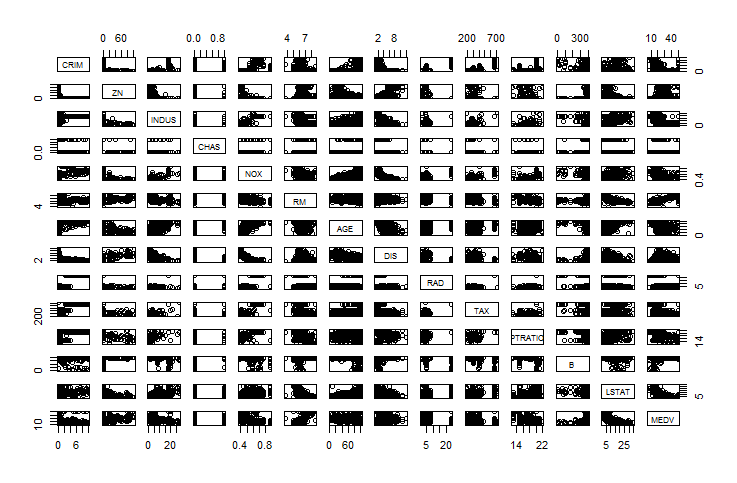 0 60 0.0 0.8 4 7 2 8 200 700 0 300 10 40
CRIM 0
0 ZN
INDUS 0
0.0 CHAS
NOX 0.4
4 RM
AGE 0
2 DIS
RAD 5
200 TAX
PTRATIO 14
0 B
LSTAT 5
10 MEDV
0 6 0 20 0.4 0.8 0 60 5 20 14 22 5 25